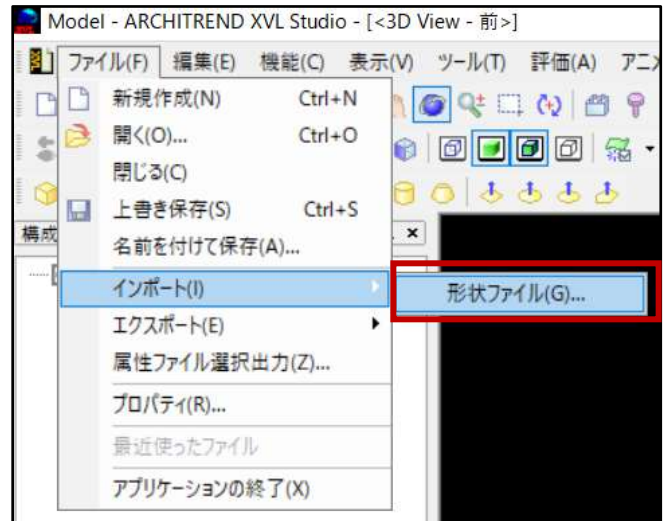 Model - ARCHITREND XVL Studio - [<3D View - 前>]
ファイル(F) 編集(E) 機能(C) 表示(V) ツール(T) 評価(A)
新規作成(N) Ctrl+N
開く(O)... Ctrl+O
閉じる(C)
上書き保存(S) Ctrl+S
構成
名前を付けて保存(A)...
インポート(I)
形状ファイル(G)...
エクスポート(E)
属性ファイル選択出力(Z)...
プロパティ(R)...
最近使ったファイル
アプリケーションの終了(X)